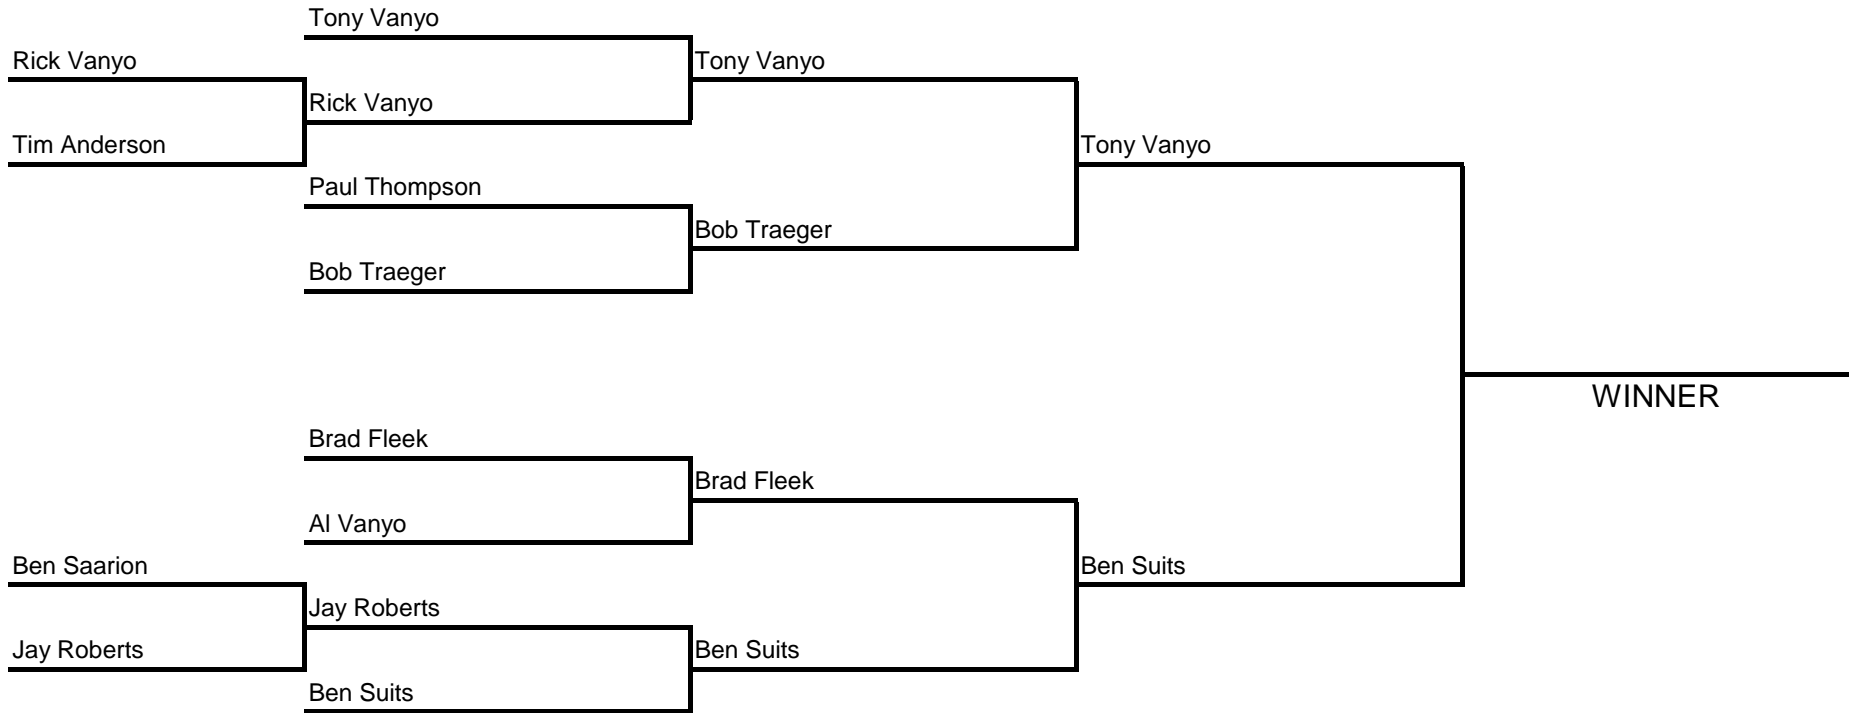 Tony Vanyo
Rick Vanyo
Tony Vanyo
Rick Vanyo
Tim Anderson
Tony Vanyo
Paul Thompson
Bob Traeger
Bob Traeger
WINNER
Brad Fleek
Brad Fleek
Al Vanyo
Ben Saarion
Ben Suits
Jay Roberts
Jay Roberts
Ben Suits
Ben Suits